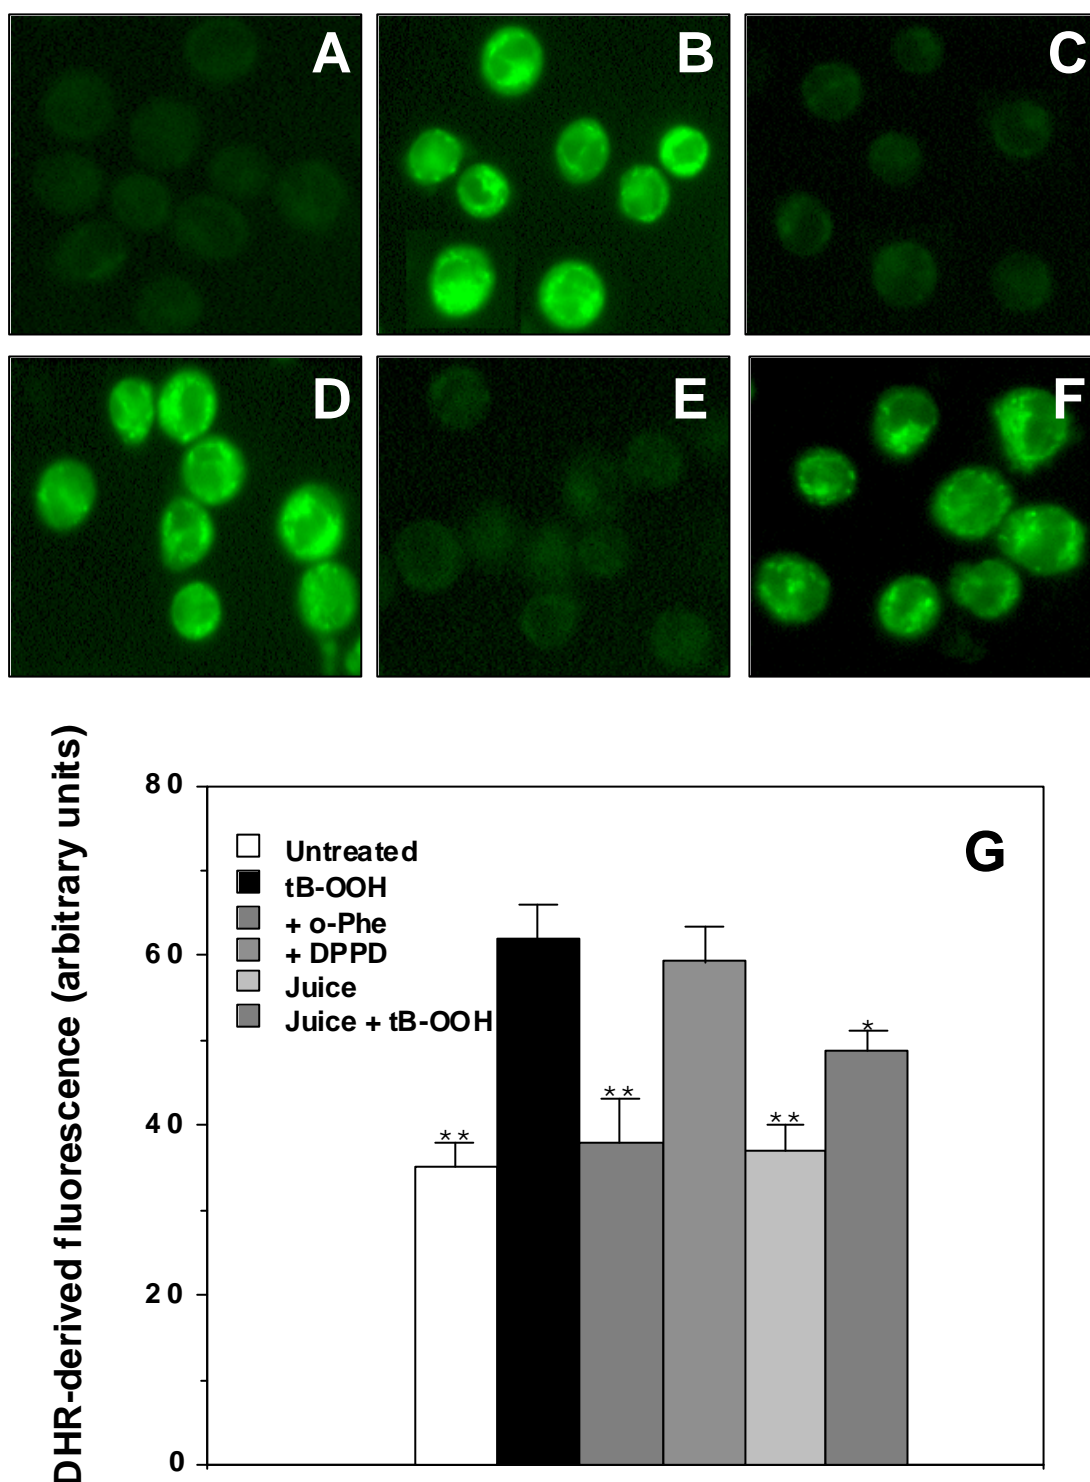 A
B
C
D
E
F
DHR-derived fluorescence (arbitrary units)
80
60
40
20
0
G
Untreated
tB-OOH
+ o-Phe
+ DPPD
Juice
Juice + tB-OOH
**
**
**
*